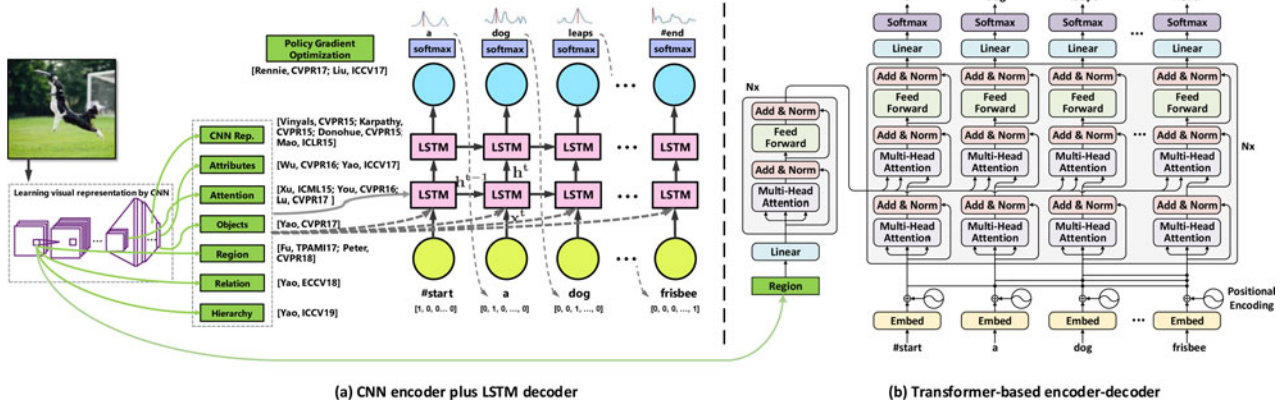 Policy Gradient
Optimization
[Rennie, CVPR17; Liu, ICCV17]
a dog leaps #end
softmax softmax softmax softmax
...
LSTM LSTM LSTM ... LSTM
h^{t-1} h^t
LSTM LSTM LSTM ... LSTM
x^t
...
#start a dog frisbee
[1, 0, 0... 0] [0, 1, 0, ..., 0] [0, 0, 1, ..., 0] [0, 0, 0, ..., 1]
Learning visual representation by CNN
...
CNN Rep.
[Vinyals, CVPR15; Karpathy,
CVPR15; Donohue, CVPR15;
Mao, ICLR15]
Attributes
[Wu, CVPR16; Yao, ICCV17]
Attention
[Xu, ICML15; You, CVPR16;
Lu, CVPR17 ]
Objects
[Yao, CVPR17]
Region
[Fu, TPAMI17; Peter,
CVPR18]
Relation
[Yao, ECCV18]
Hierarchy
[Yao, ICCV19]
(a) CNN encoder plus LSTM decoder
Nx
Add & Norm
Feed
Forward
Add & Norm
Multi-Head
Attention
Linear
Region
Softmax Softmax Softmax ... Softmax
Linear Linear Linear Linear
Add & Norm Add & Norm Add & Norm Add & Norm
Feed Feed Feed Feed
Forward Forward Forward Forward
Add & Norm Add & Norm Add & Norm ... Add & Norm
Nx
Multi-Head Multi-Head Multi-Head Multi-Head
Attention Attention Attention Attention
Add & Norm Add & Norm Add & Norm Add & Norm
Multi-Head Multi-Head Multi-Head Multi-Head
Attention Attention Attention Attention
Positional
Encoding
Embed Embed Embed ... Embed
#start a dog frisbee
(b) Transformer-based encoder-decoder